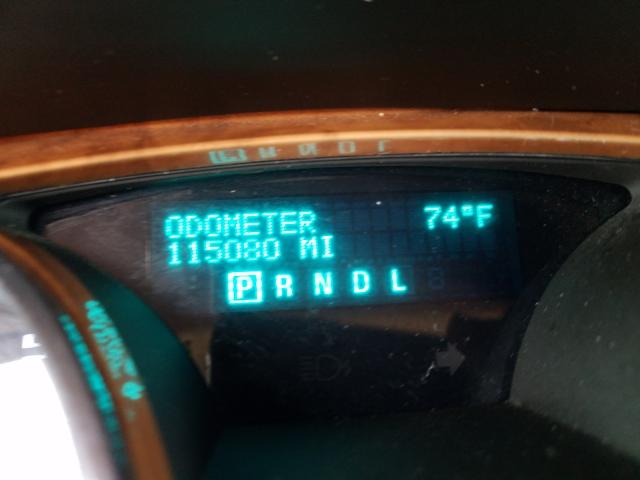 ODOMETER 74°F
115080 MI
P R N D L